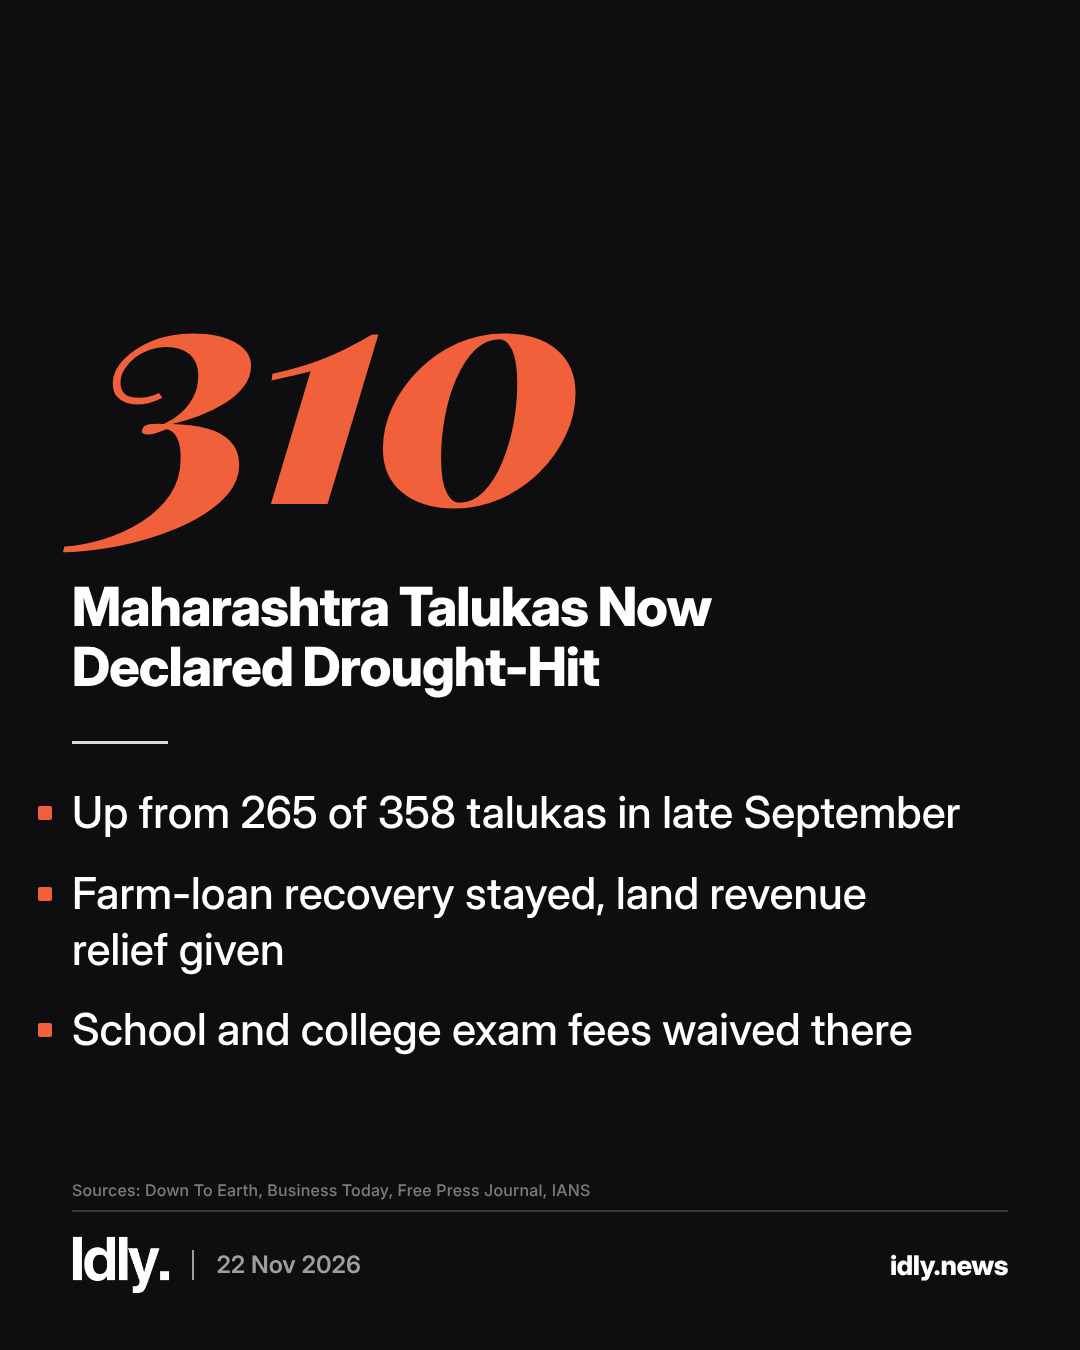 310
Maharashtra Talukas Now
Declared Drought-Hit
Up from 265 of 358 talukas in late September
Farm-loan recovery stayed, land revenue
relief given
School and college exam fees waived there
Sources: Down To Earth, Business Today, Free Press Journal, IANS
Idly. | 22 Nov 2026
idly.news